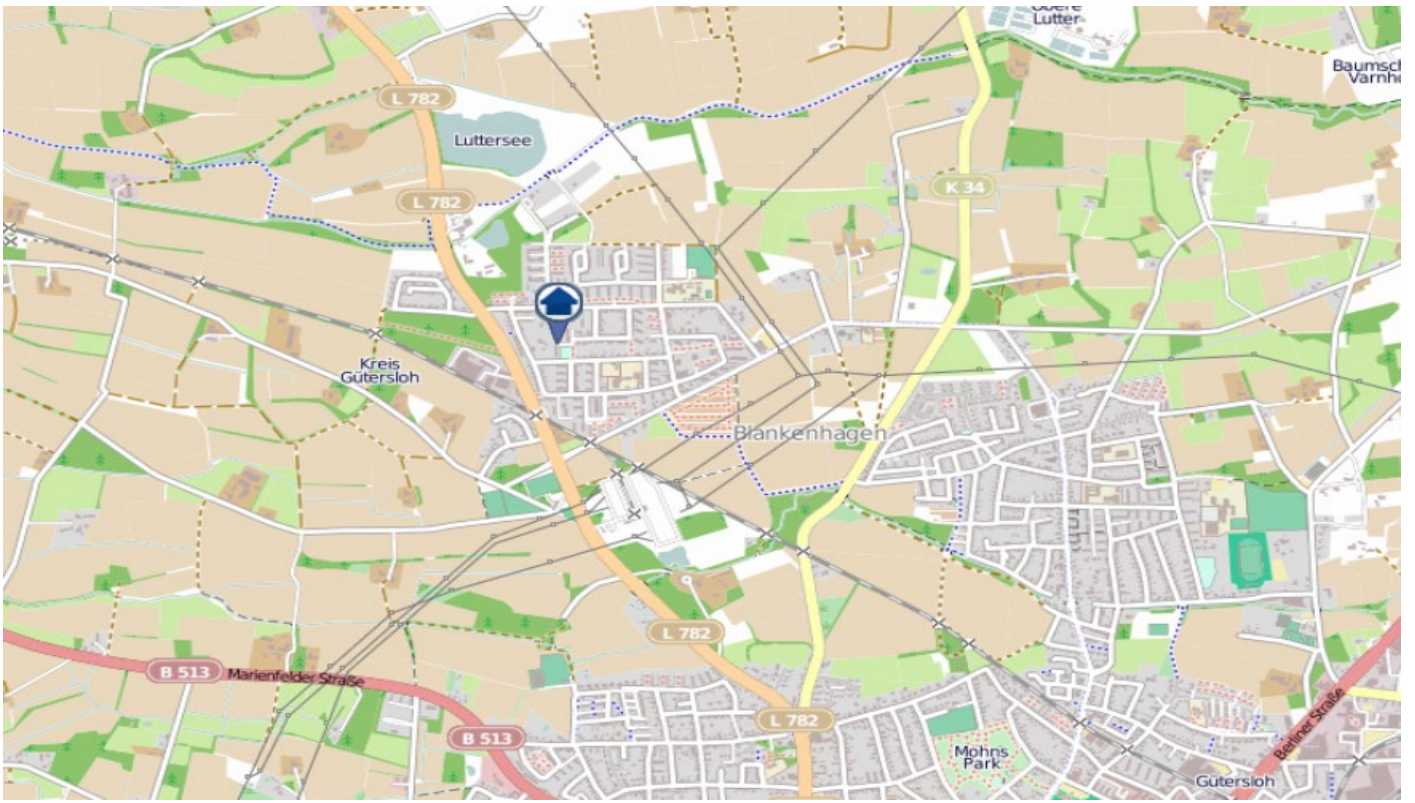 Obere
Lutter
Baumsch
Varnho
L 782
Luttersee
K 34
L 782
Kreis
Gütersloh
Blankenhagen
L 782
B 513
Marienfelder Straße
L 782
B 513
Mohns
Park
Berliner Straße
Gütersloh